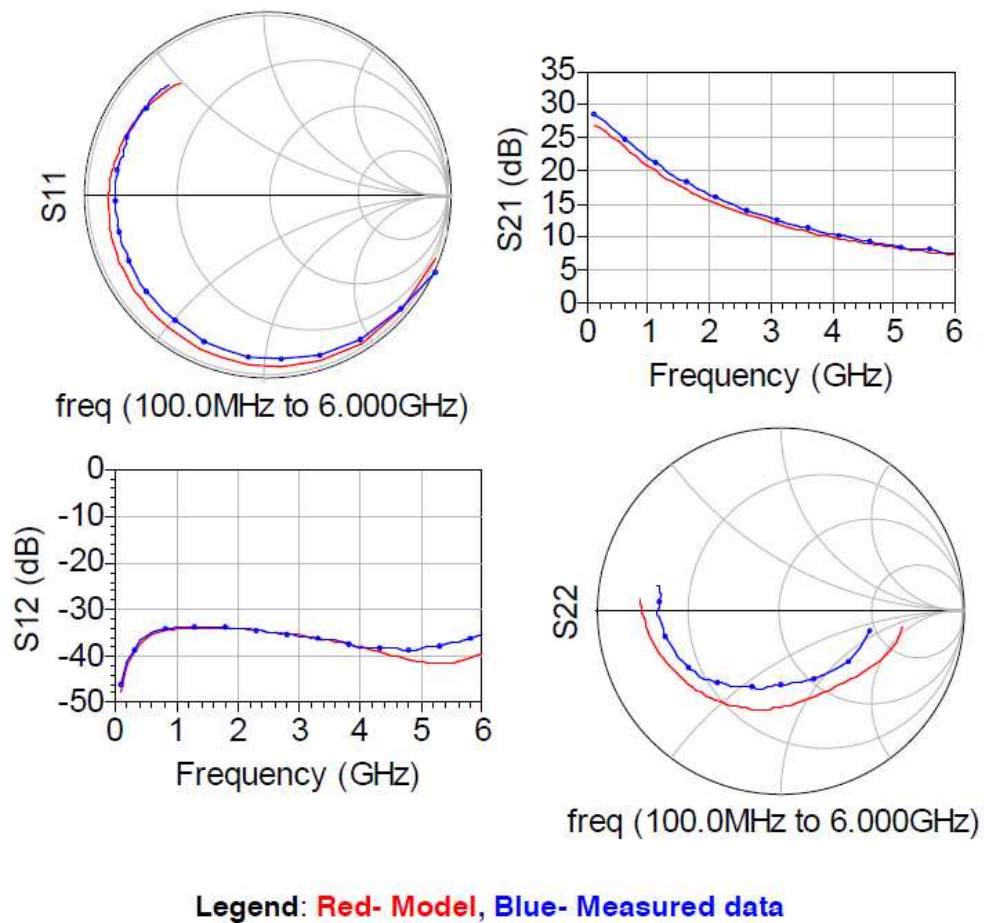 S11
freq (100.0MHz to 6.000GHz)
S21 (dB)
35
30
25
20
15
10
5
0
0 1 2 3 4 5 6
Frequency (GHz)
S12 (dB)
0
-10
-20
-30
-40
-50
0 1 2 3 4 5 6
Frequency (GHz)
S22
freq (100.0MHz to 6.000GHz)
Legend: Red- Model, Blue- Measured data